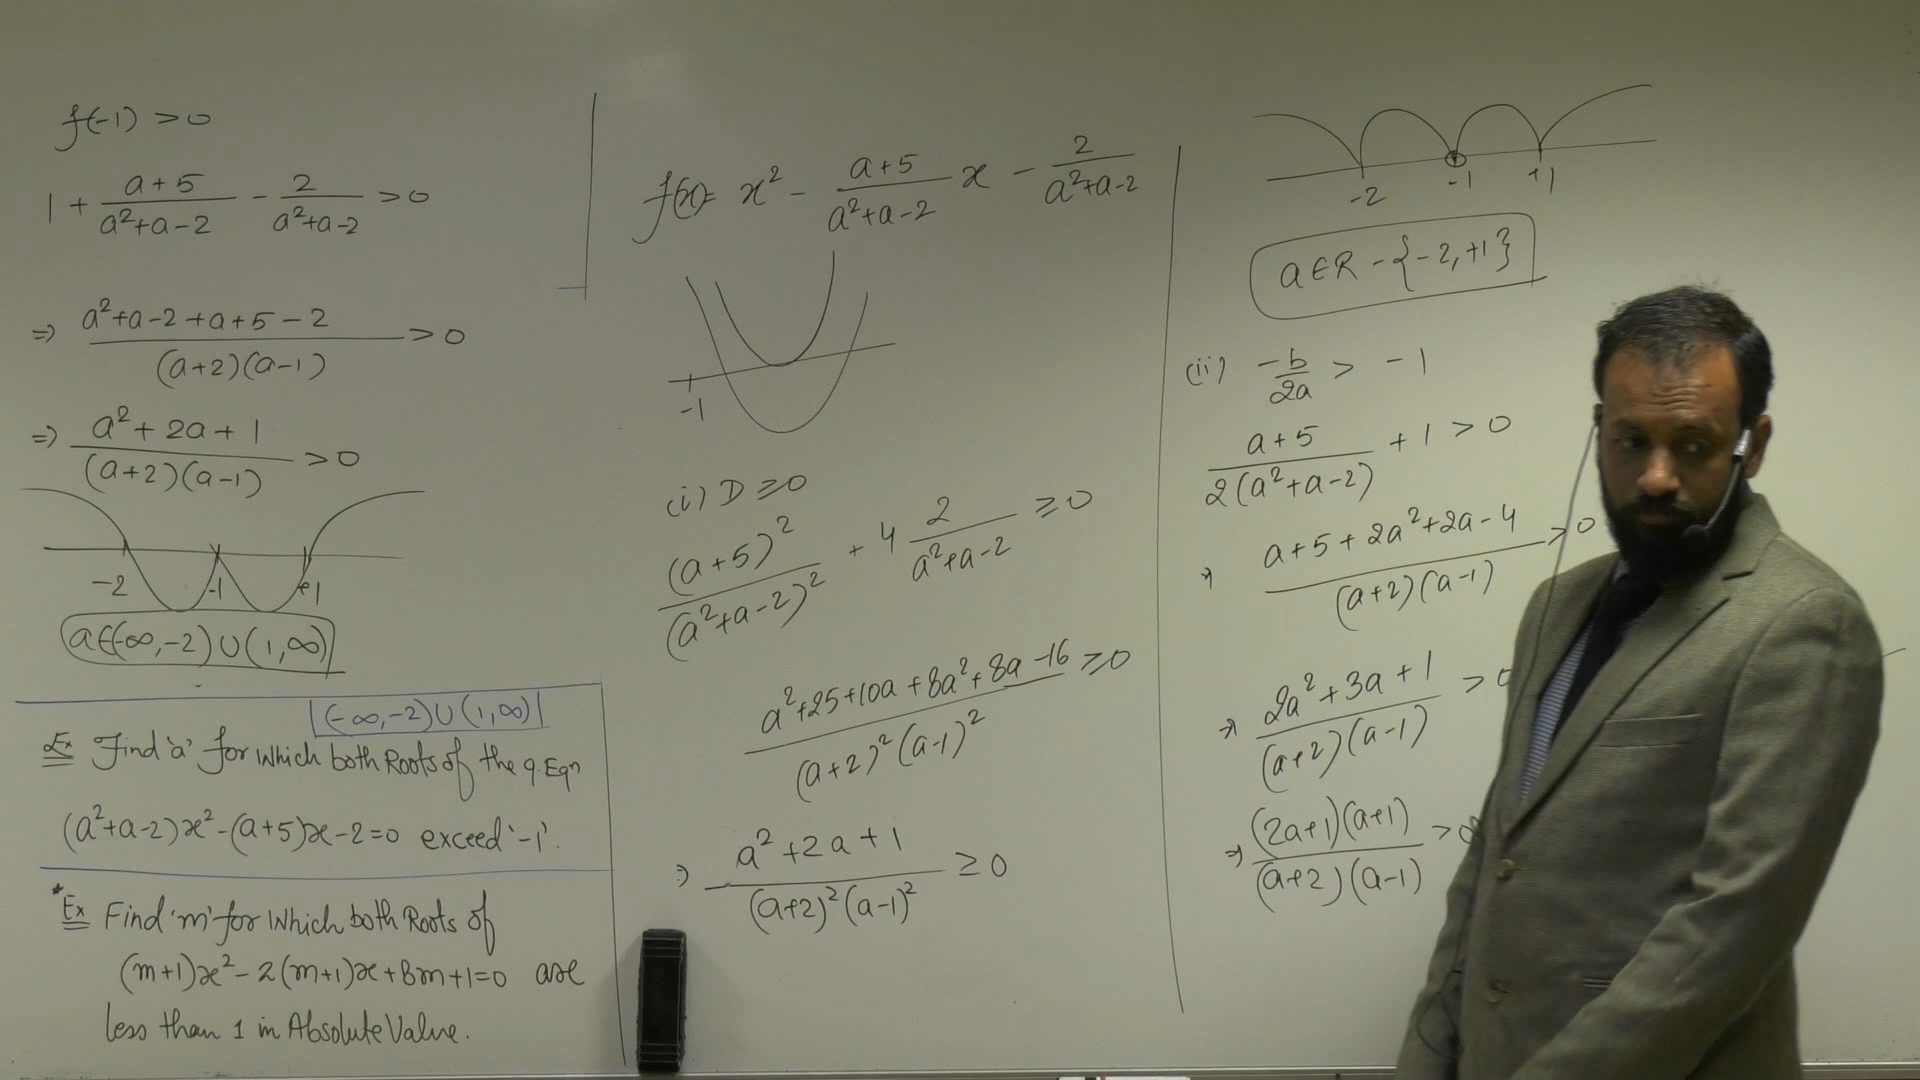 f(-1) > 0
1 + (a+5)/(a²+a-2) - 2/(a²+a-2) > 0
⇒ (a²+a-2+a+5-2)/((a+2)(a-1)) > 0
⇒ (a²+2a+1)/((a+2)(a-1)) > 0
-2 -1 +1
a∈(-∞,-2)∪(1,∞)
(-∞,-2)∪(1,∞)
Ex Find 'a' for which both Roots of the q.Eqn
(a²+a-2)x²-(a+5)x-2=0 exceed '-1'.
*Ex Find 'm' for Which both Roots of
(m+1)x²-2(m+1)x+8m+1=0 are
less than 1 in Absolute Value.
f(x)= x² - (a+5)/(a²+a-2) x - 2/(a²+a-2)
-1
(i) D ≥ 0
(a+5)²/(a²+a-2)² + 4 2/(a²+a-2) ≥ 0
(a²+25+10a+8a²+8a-16)/((a+2)²(a-1)²) ≥ 0
⇒ (a²+2a+1)/((a+2)²(a-1)²) ≥ 0
-2 -1 +1
a∈R - {-2,+1}
(ii) -b/2a > -1
(a+5)/(2(a²+a-2)) + 1 > 0
⇒ (a+5+2a²+2a-4)/((a+2)(a-1)) > 0
⇒ (2a²+3a+1)/((a+2)(a-1)) > 0
⇒ ((2a+1)(a+1))/((a+2)(a-1)) > 0